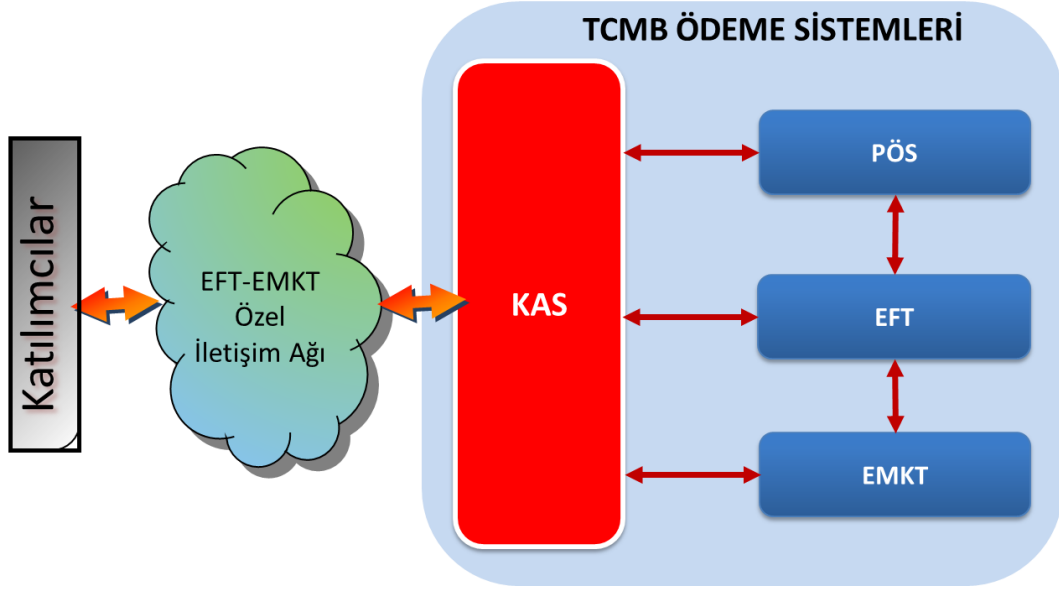 TCMB ÖDEME SİSTEMLERİ
Katılımcılar
EFT-EMKT
Özel
İletişim Ağı
KAS
PÖS
EFT
EMKT